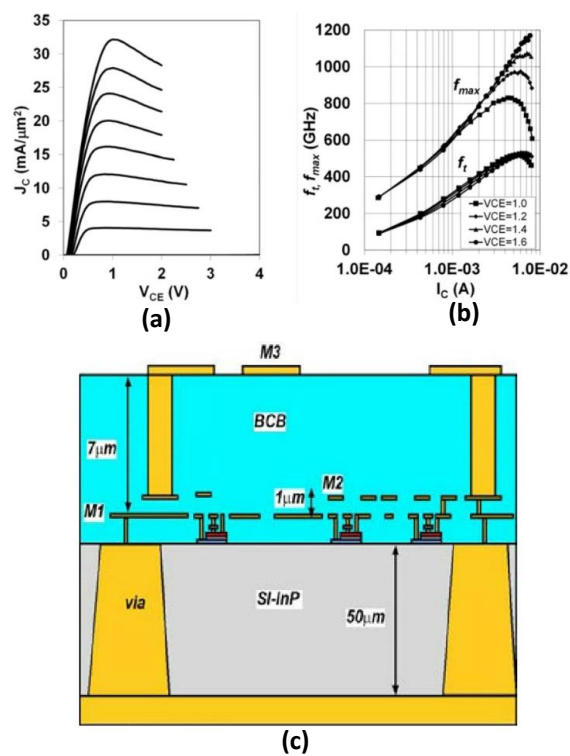 35
30
25
20
15
10
5
0
J_C (mA/μm²)
0 1 2 3 4
V_CE (V)
(a)
1200
1000
800
600
400
200
0
f_t, f_max (GHz)
f_max
f_t
VCE=1.0
VCE=1.2
VCE=1.4
VCE=1.6
1.0E-04 1.0E-03 1.0E-02
I_C (A)
(b)
M3
BCB
7μm
M2
1μm
M1
via
SI-InP
50μm
(c)